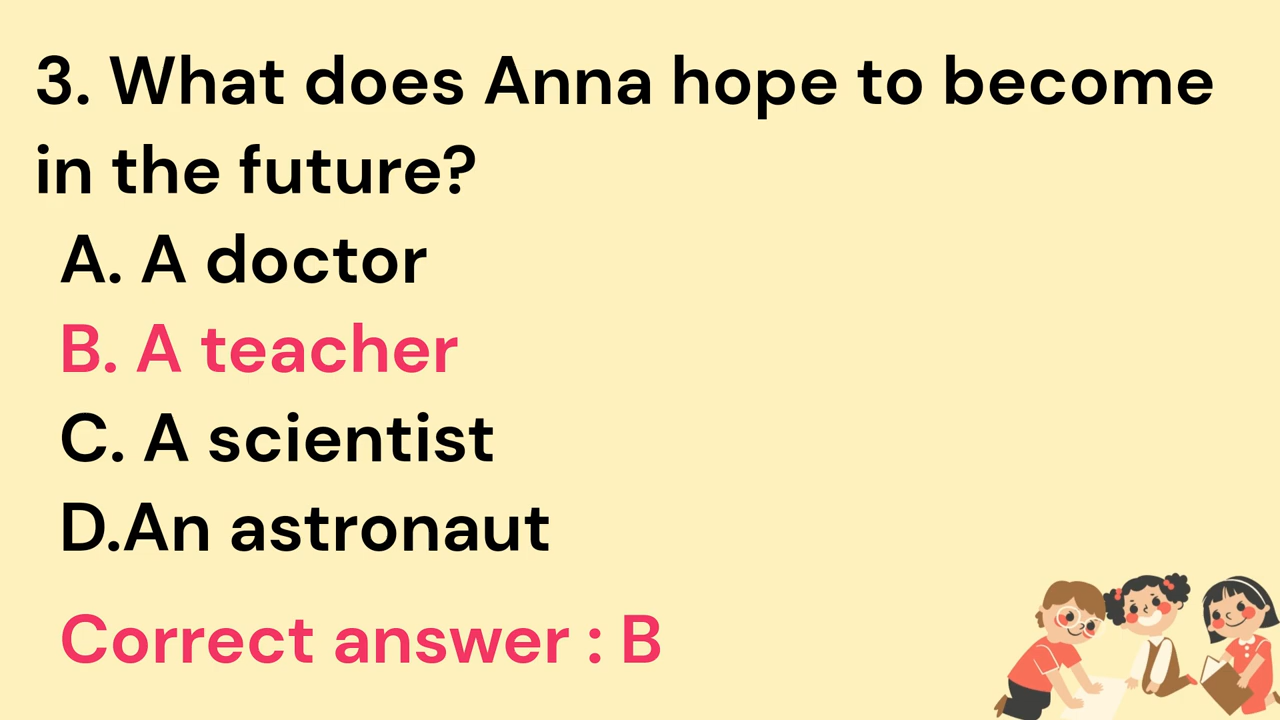 3. What does Anna hope to become
in the future?
A. A doctor
B. A teacher
C. A scientist
D.An astronaut
Correct answer : B